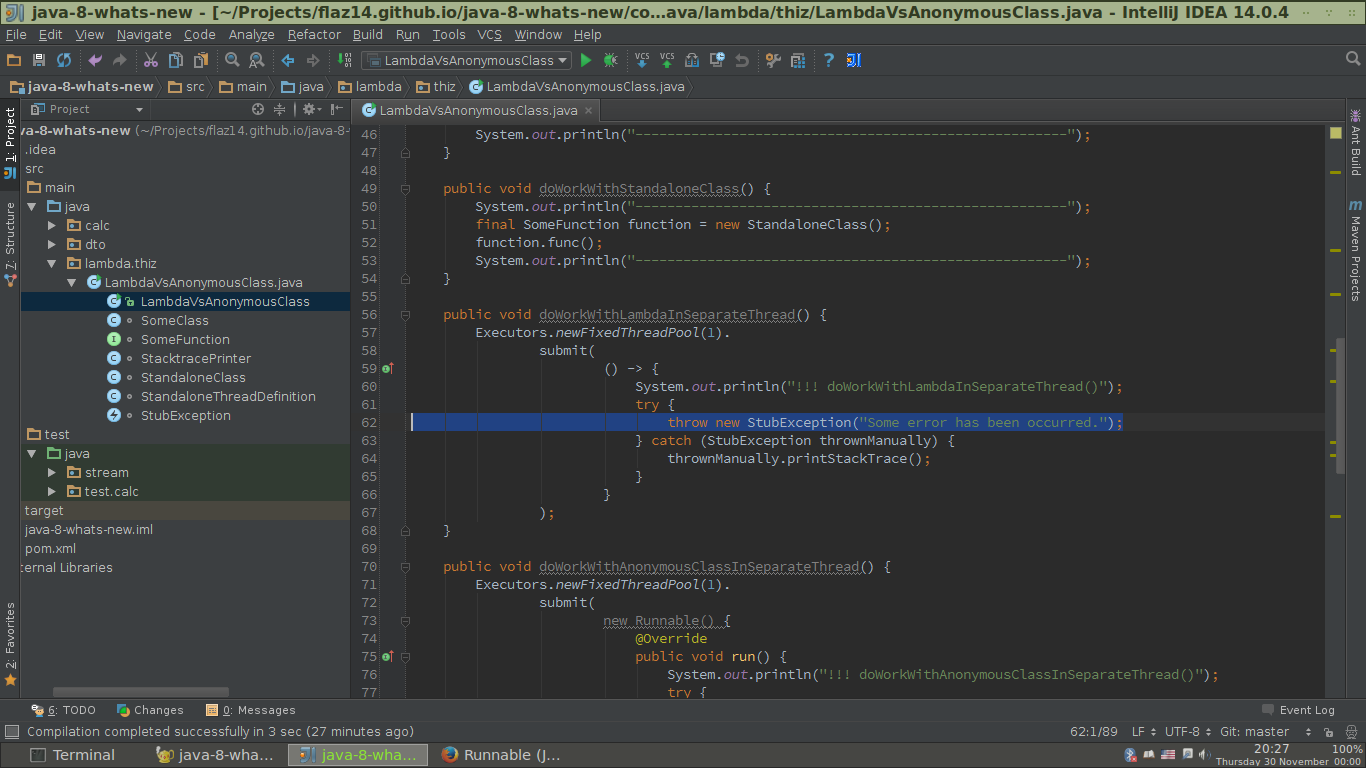 java-8-whats-new - [~/Projects/flaz14.github.io/java-8-whats-new/co...ava/lambda/thiz/LambdaVsAnonymousClass.java - IntelliJ IDEA 14.0.4
File Edit View Navigate Code Analyze Refactor Build Run Tools VCS Window Help
LambdaVsAnonymousClass
VCS VCS
java-8-whats-new src main java lambda thiz LambdaVsAnonymousClass.java
1: Project
Z: Structure
2: Favorites
Project
ava-8-whats-new (~/Projects/flaz14.github.io/java-8-
.idea
src
main
java
calc
dto
lambda.thiz
LambdaVsAnonymousClass.java
LambdaVsAnonymousClass
SomeClass
SomeFunction
StacktracePrinter
StandaloneClass
StandaloneThreadDefinition
StubException
test
java
stream
test.calc
target
java-8-whats-new.iml
pom.xml
ternal Libraries
LambdaVsAnonymousClass.java
46 System.out.println("------------------------------------------------------");
47 }
48
49 public void doWorkWithStandaloneClass() {
50 System.out.println("------------------------------------------------------");
51 final SomeFunction function = new StandaloneClass();
52 function.func();
53 System.out.println("------------------------------------------------------");
54 }
55
56 public void doWorkWithLambdaInSeparateThread() {
57 Executors.newFixedThreadPool(1).
58 submit(
59 () -> {
60 System.out.println("!!! doWorkWithLambdaInSeparateThread()");
61 try {
62 throw new StubException("Some error has been occurred.");
63 } catch (StubException thrownManually) {
64 thrownManually.printStackTrace();
65 }
66 }
67 );
68 }
69
70 public void doWorkWithAnonymousClassInSeparateThread() {
71 Executors.newFixedThreadPool(1).
72 submit(
73 new Runnable() {
74 @Override
75 public void run() {
76 System.out.println("!!! doWorkWithAnonymousClassInSeparateThread()");
77 try {
Ant Build
Maven Projects
6: TODO Changes 0: Messages Event Log
Compilation completed successfully in 3 sec (27 minutes ago) 62:1/89 LF UTF-8 Git: master
Terminal java-8-wha... java-8-wha... Runnable (J... 20:27 100%
Thursday 30 November 00:00